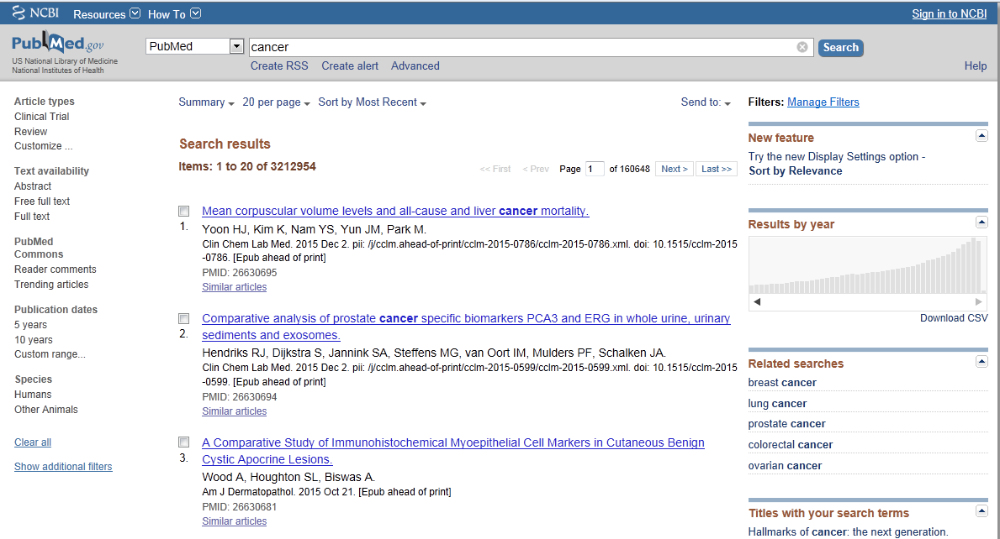 NCBI Resources How To Sign in to NCBI
PubMed.gov
US National Library of Medicine
National Institutes of Health
PubMed cancer Search
Create RSS Create alert Advanced Help
Article types
Clinical Trial
Review
Customize ...
Text availability
Abstract
Free full text
Full text
PubMed
Commons
Reader comments
Trending articles
Publication dates
5 years
10 years
Custom range...
Species
Humans
Other Animals
Clear all
Show additional filters
Summary 20 per page Sort by Most Recent Send to:
Search results
Items: 1 to 20 of 3212954
<< First < Prev Page 1 of 160648 Next > Last >>
Mean corpuscular volume levels and all-cause and liver cancer mortality.
1. Yoon HJ, Kim K, Nam YS, Yun JM, Park M.
Clin Chem Lab Med. 2015 Dec 2. pii: /j/cclm.ahead-of-print/cclm-2015-0786/cclm-2015-0786.xml. doi: 10.1515/cclm-2015
-0786. [Epub ahead of print]
PMID: 26630695
Similar articles
Comparative analysis of prostate cancer specific biomarkers PCA3 and ERG in whole urine, urinary
2. sediments and exosomes.
Hendriks RJ, Dijkstra S, Jannink SA, Steffens MG, van Oort IM, Mulders PF, Schalken JA.
Clin Chem Lab Med. 2015 Dec 2. pii: /j/cclm.ahead-of-print/cclm-2015-0599/cclm-2015-0599.xml. doi: 10.1515/cclm-2015
-0599. [Epub ahead of print]
PMID: 26630694
Similar articles
A Comparative Study of Immunohistochemical Myoepithelial Cell Markers in Cutaneous Benign
3. Cystic Apocrine Lesions.
Wood A, Houghton SL, Biswas A.
Am J Dermatopathol. 2015 Oct 21. [Epub ahead of print]
PMID: 26630681
Similar articles
Filters: Manage Filters
New feature
Try the new Display Settings option -
Sort by Relevance
Results by year
Download CSV
Related searches
breast cancer
lung cancer
prostate cancer
colorectal cancer
ovarian cancer
Titles with your search terms
Hallmarks of cancer: the next generation.